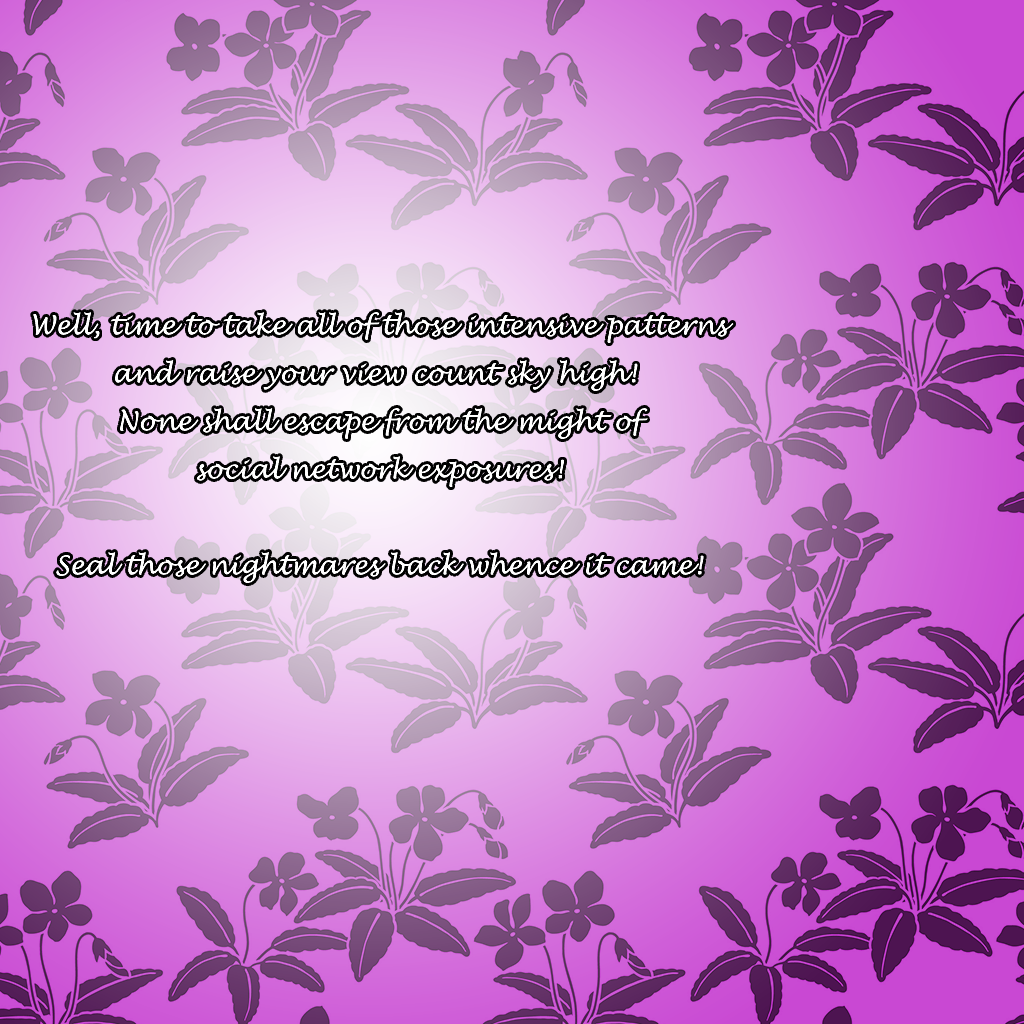 Well, time to take all of those intensive patterns
and raise your view count sky high!
None shall escape from the might of
social network exposures!
Seal those nightmares back whence it came!